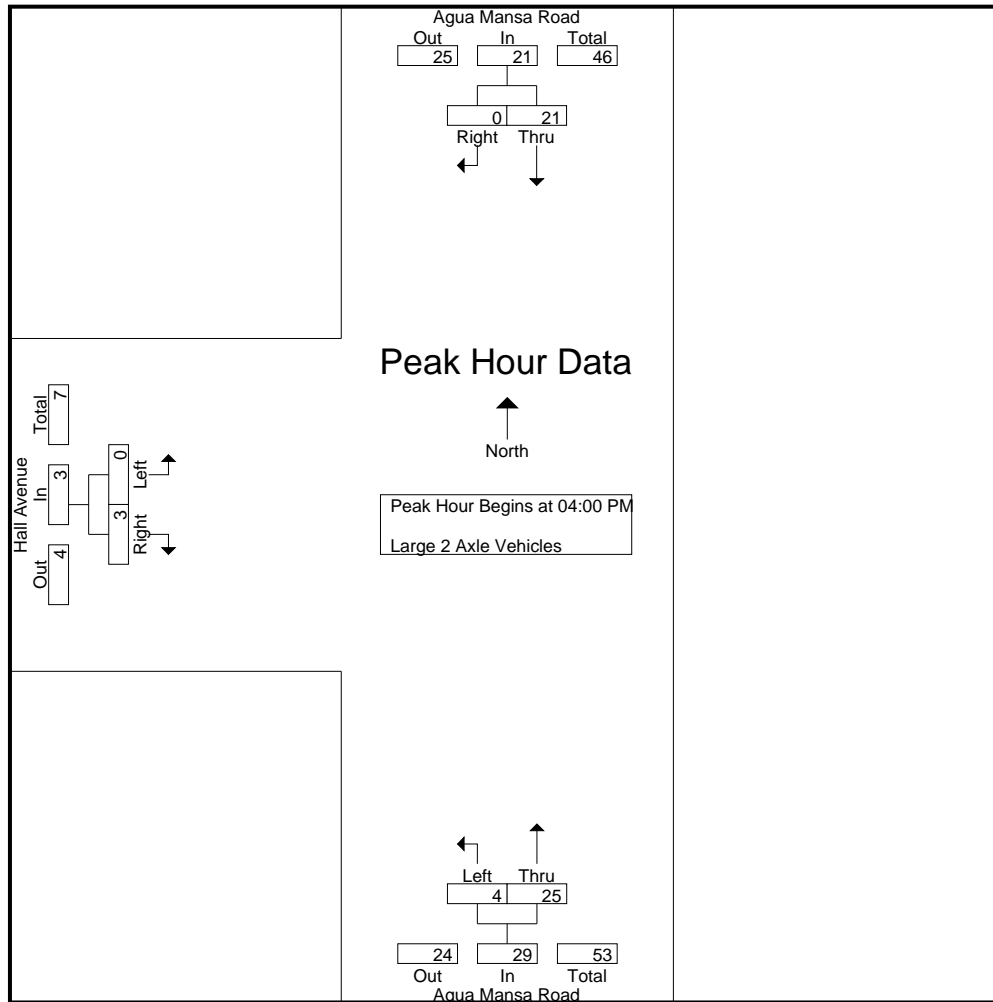 Agua Mansa Road
Out In Total
25 21 46
0 21
Right Thru
Peak Hour Data
North
Peak Hour Begins at 04:00 PM
Large 2 Axle Vehicles
Hall Avenue
Out In Total
4 3 7
3 0
Right Left
Left Thru
4 25
24 29 53
Out In Total
Agua Mansa Road